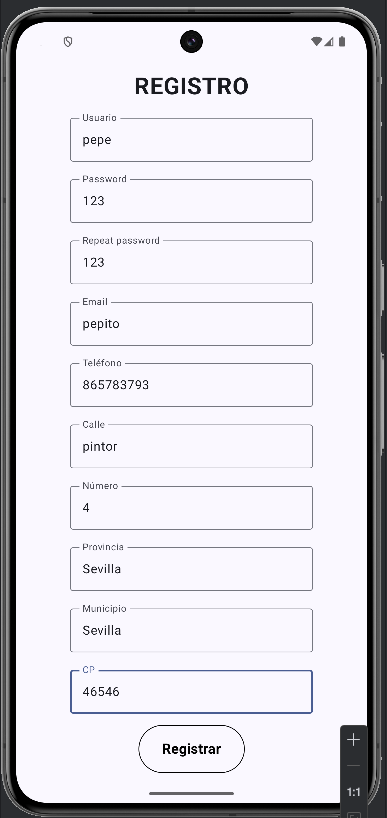 REGISTRO
Usuario
pepe
Password
123
Repeat password
123
Email
pepito
Teléfono
865783793
Calle
pintor
Número
4
Provincia
Sevilla
Municipio
Sevilla
CP
46546
Registrar
1:1